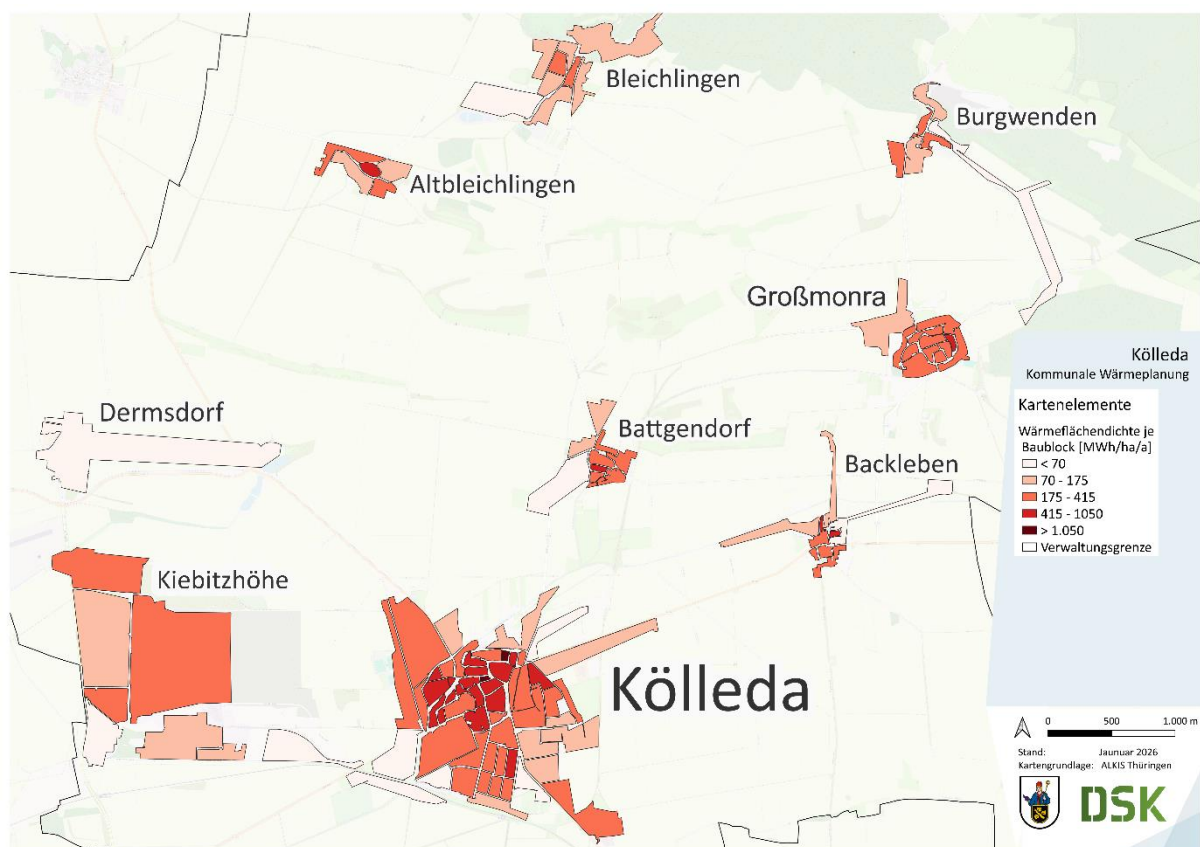 Bleichlingen
Burgwenden
Altbleichlingen
Großmonra
Kölleda
Kommunale Wärmeplanung
Kartenelemente
Wärmeflächendichte je
Baublock [MWh/ha/a]
< 70
70 - 175
175 - 415
415 - 1050
> 1.050
Verwaltungsgrenze
Dermsdorf
Battgendorf
Backleben
Kiebitzhöhe
Kölleda
0 500 1.000 m
Stand: Jaunuar 2026
Kartengrundlage: ALKIS Thüringen
DSK